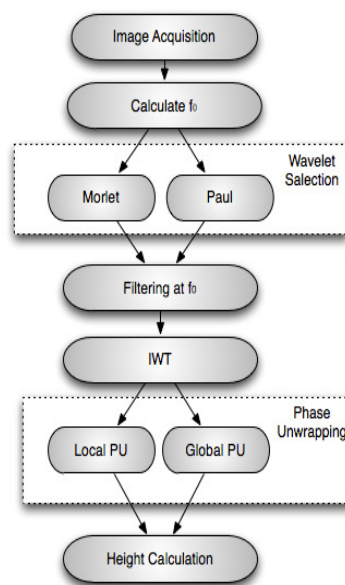 Image Acquisition
Calculate f₀
Wavelet
Salection
Morlet
Paul
Filtering at f₀
IWT
Phase
Unwrapping
Local PU
Global PU
Height Calculation